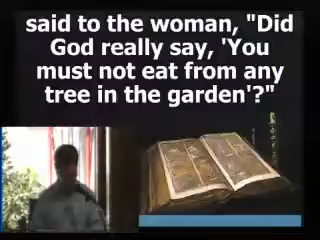 said to the woman, "Did
God really say, 'You
must not eat from any
tree in the garden'?"